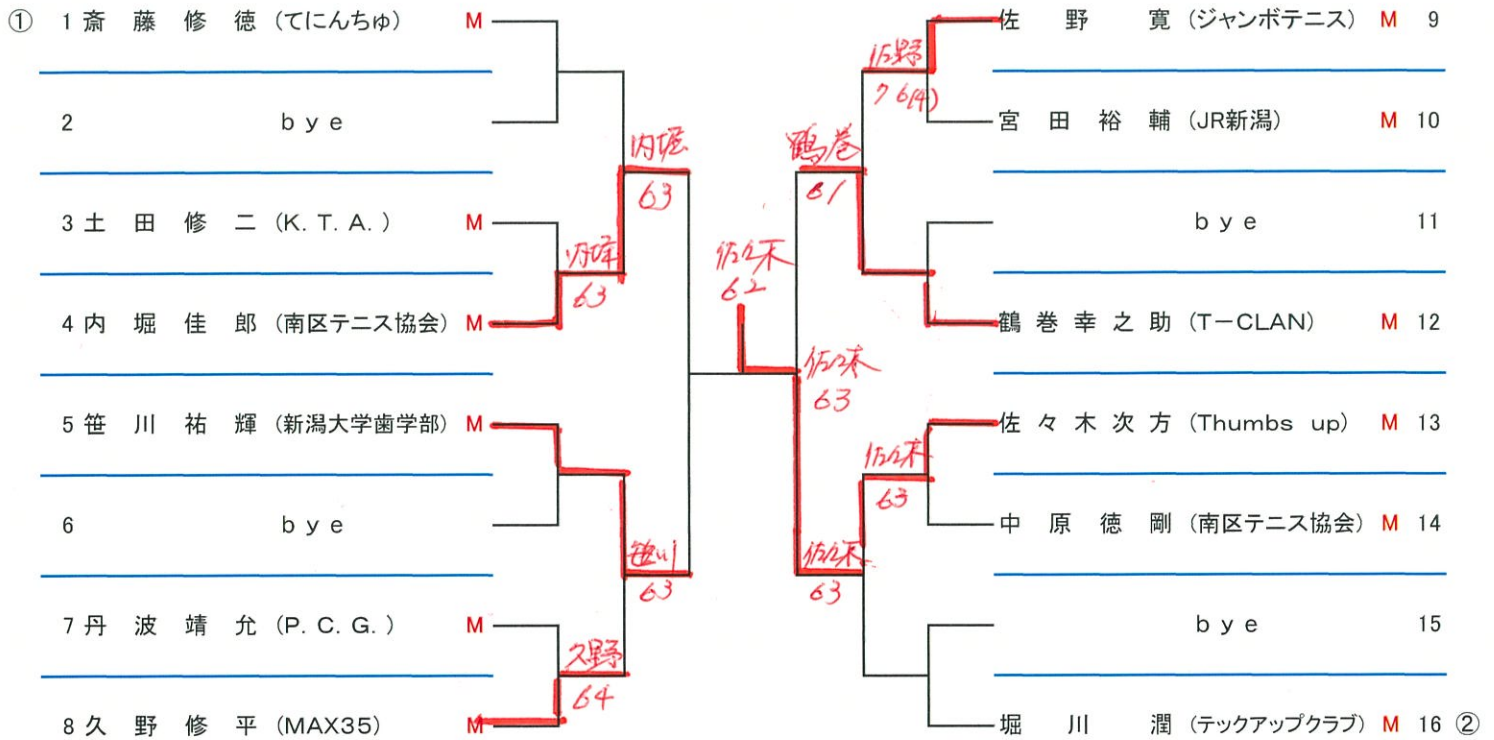 ① 1 斎藤修徳 (てにんちゅ) M
2 bye
3 土田修二 (K.T.A.) M
4 内堀佳郎 (南区テニス協会) M
5 笹川祐輝 (新潟大学歯学部) M
6 bye
7 丹波靖允 (P.C.G.) M
8 久野修平 (MAX35) M
内堀
63
内堀
63
笹川
63
久野
64
佐々木
62
佐野
76(4)
鶴巻
61
佐々木
63
佐々木
63
佐々木
63
佐野寛 (ジャンボテニス) M 9
宮田裕輔 (JR新潟) M 10
bye 11
鶴巻幸之助 (T-CLAN) M 12
佐々木次方 (Thumbs up) M 13
中原徳剛 (南区テニス協会) M 14
bye 15
堀川潤 (テックアップクラブ) M 16 ②